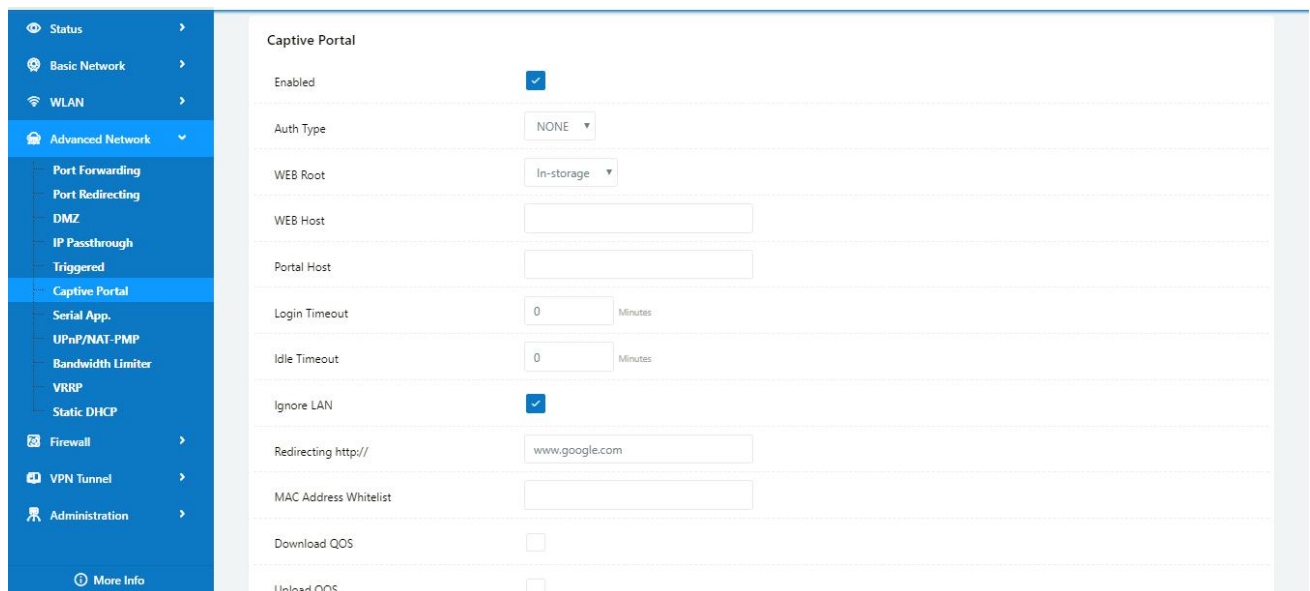 Status
Basic Network
WLAN
Advanced Network
Port Forwarding
Port Redirecting
DMZ
IP Passthrough
Triggered
Captive Portal
Serial App.
UPnP/NAT-PMP
Bandwidth Limiter
VRRP
Static DHCP
Firewall
VPN Tunnel
Administration
More Info
Captive Portal
Enabled
Auth Type NONE
WEB Root In-storage
WEB Host
Portal Host
Login Timeout 0 Minutes
Idle Timeout 0 Minutes
Ignore LAN
Redirecting http:// www.google.com
MAC Address Whitelist
Download QOS
Upload QOS